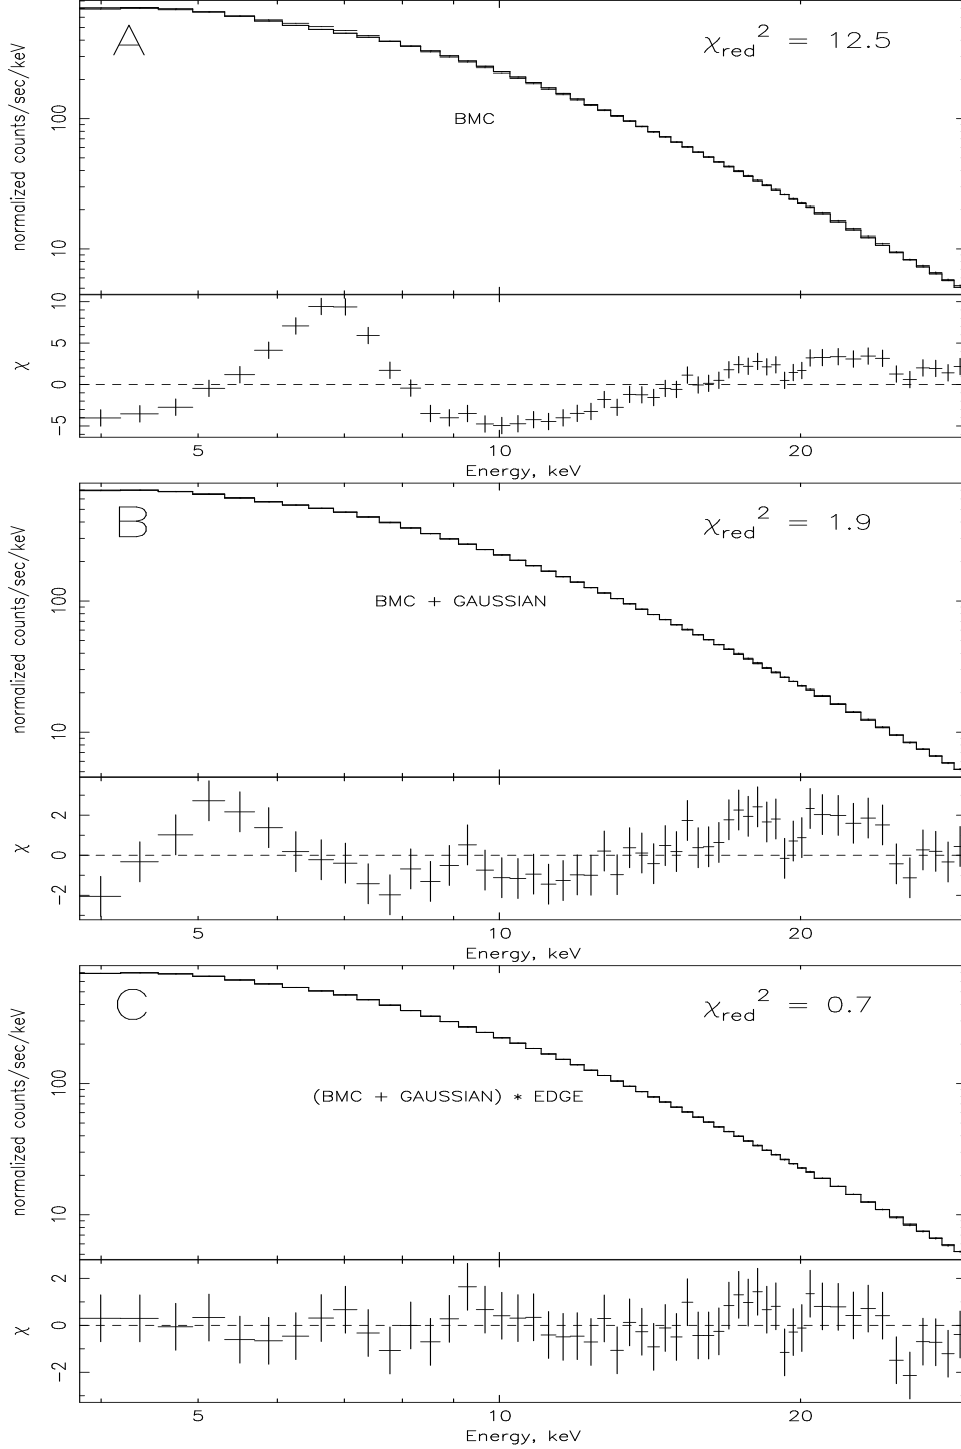 A
χred² = 12.5
BMC
normalized counts/sec/keV
100
10
χ
10
5
0
−5
5 10 20
Energy, keV
B
χred² = 1.9
BMC + GAUSSIAN
normalized counts/sec/keV
100
10
χ
2
0
−2
5 10 20
Energy, keV
C
χred² = 0.7
(BMC + GAUSSIAN) * EDGE
normalized counts/sec/keV
100
10
χ
2
0
−2
5 10 20
Energy, keV